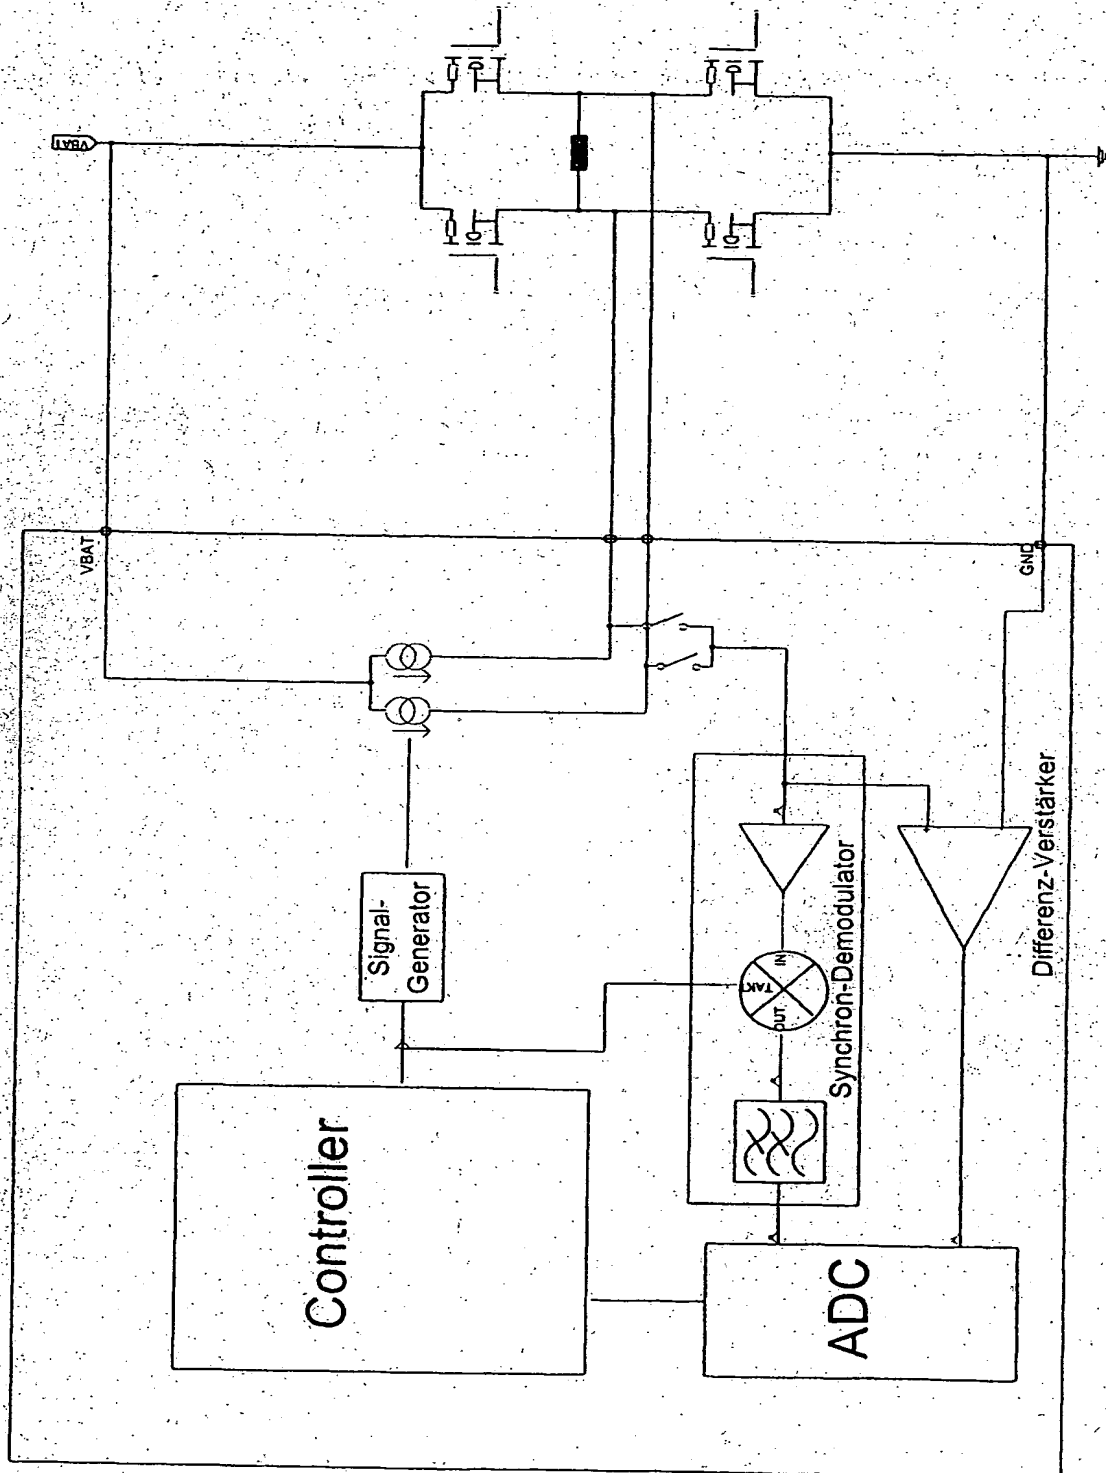 VBAT
VBAT
GND
Signal-
Generator
Controller
TAKT
IN
OUT
Synchron-Demodulator
Differenz-Verstärker
ADC